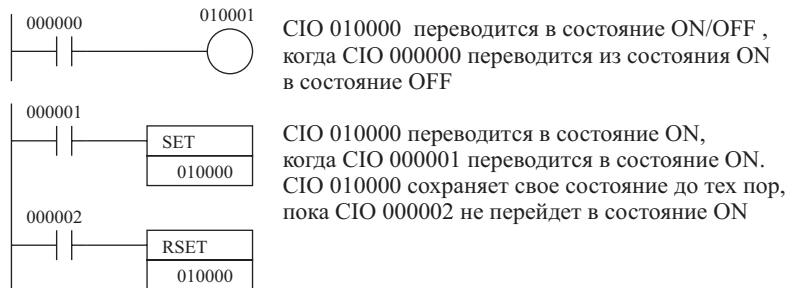 000000
010001
CIO 010000 переводится в состояние ON/OFF ,
когда CIO 000000 переводится из состояния ON
в состояние OFF
000001
SET
010000
CIO 010000 переводится в состояние ON,
когда CIO 000001 переводится в состояние ON.
CIO 010000 сохраняет свое состояние до тех пор,
пока CIO 000002 не перейдет в состояние ON
000002
RSET
010000